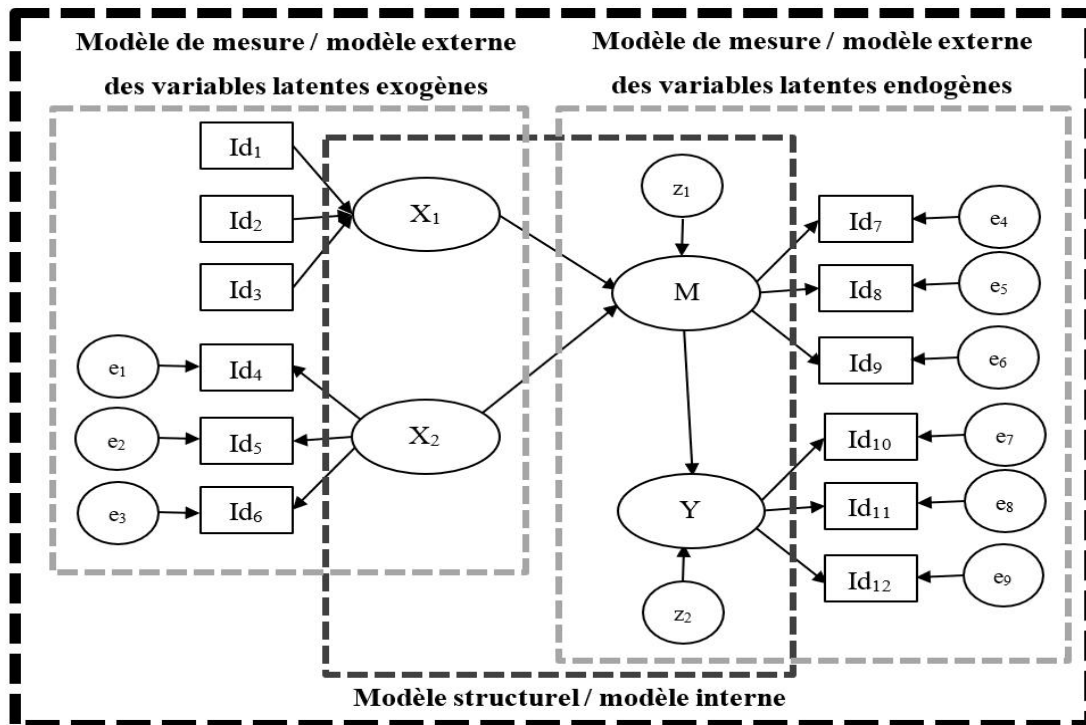 Modèle de mesure / modèle externe
des variables latentes exogènes
Modèle de mesure / modèle externe
des variables latentes endogènes
Id₁
Id₂
Id₃
X₁
e₁
Id₄
e₂
Id₅
e₃
Id₆
X₂
z₁
M
Id₇
e₄
Id₈
e₅
Id₉
e₆
Y
z₂
Id₁₀
e₇
Id₁₁
e₈
Id₁₂
e₉
Modèle structurel / modèle interne